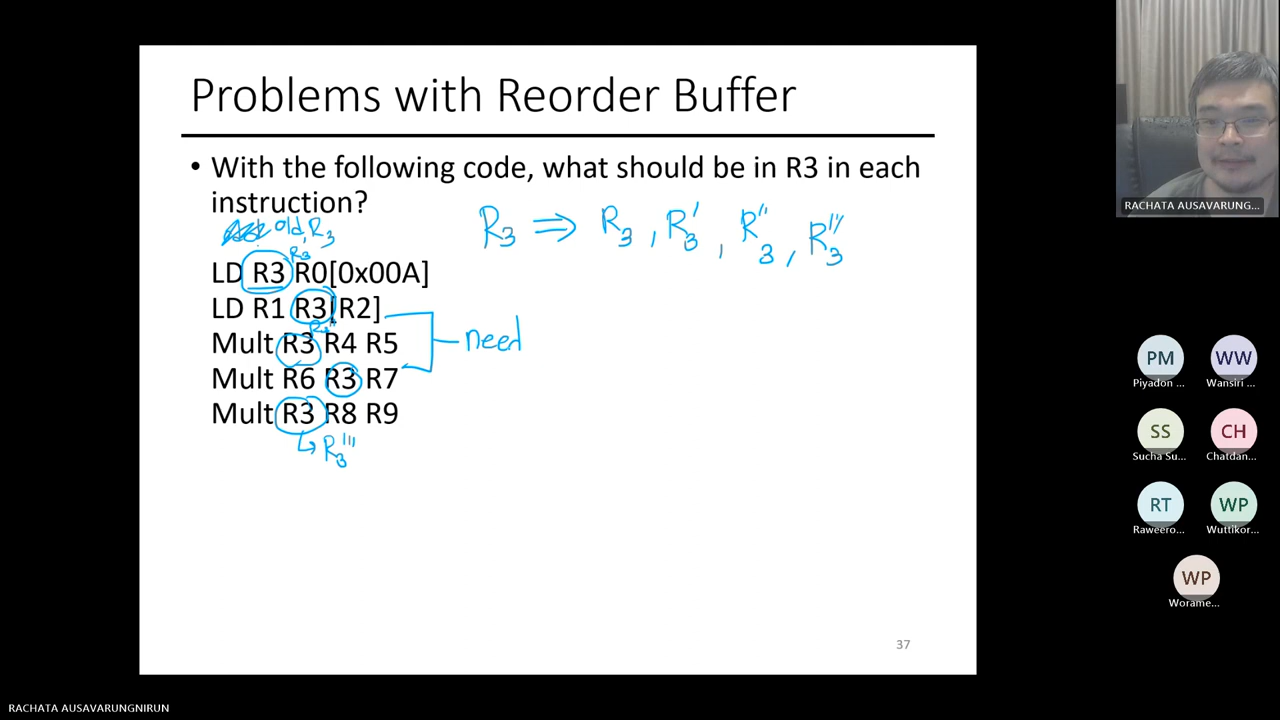 Problems with Reorder Buffer
• With the following code, what should be in R3 in each
instruction?
old R3
R3 ⇒ R3, R3', R3'', R3'''
LD R3 R0[0x00A]
LD R1 R3[R2]
Mult R3 R4 R5
need
Mult R6 R3 R7
Mult R3 R8 R9
↳ R3'''
37
RACHATA AUSAVARUNG...
PM
WW
Piyadon ...
Wansiri ...
SS
CH
Sucha Su...
Chatdan...
RT
WP
Raweero...
Wuttikor...
WP
Worame...
RACHATA AUSAVARUNGNIRUN